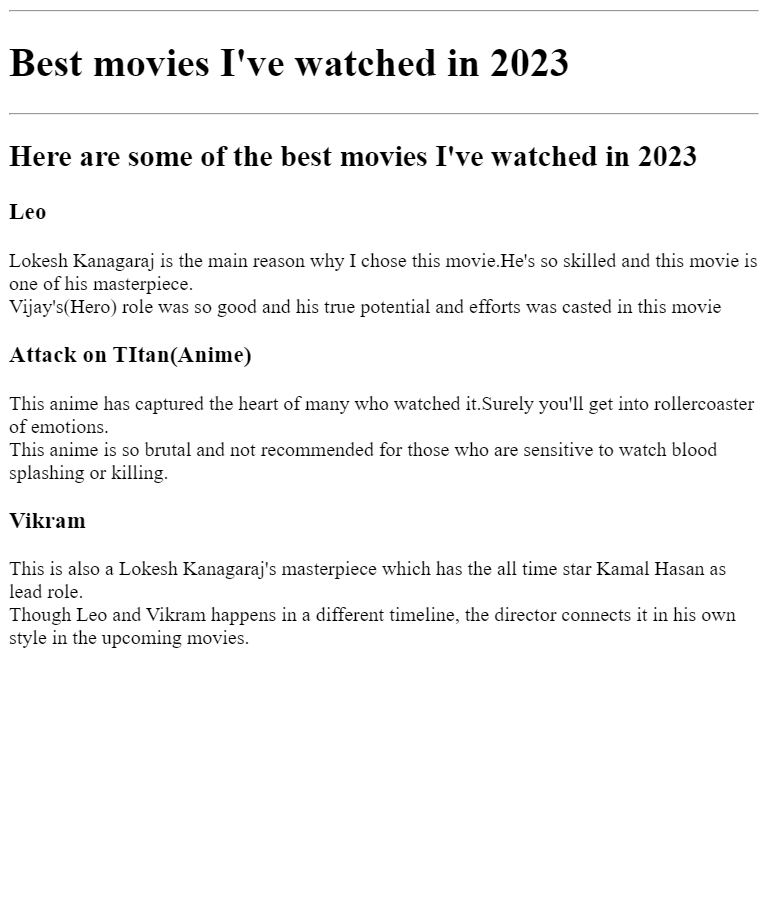 Best movies I've watched in 2023
Here are some of the best movies I've watched in 2023
Leo
Lokesh Kanagaraj is the main reason why I chose this movie.He's so skilled and this movie is
one of his masterpiece.
Vijay's(Hero) role was so good and his true potential and efforts was casted in this movie
Attack on TItan(Anime)
This anime has captured the heart of many who watched it.Surely you'll get into rollercoaster
of emotions.
This anime is so brutal and not recommended for those who are sensitive to watch blood
splashing or killing.
Vikram
This is also a Lokesh Kanagaraj's masterpiece which has the all time star Kamal Hasan as
lead role.
Though Leo and Vikram happens in a different timeline, the director connects it in his own
style in the upcoming movies.